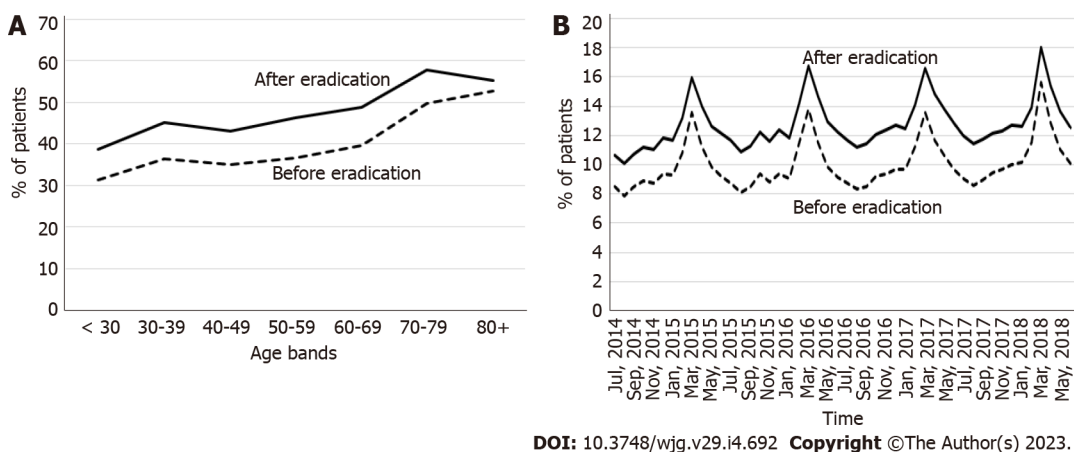 A
70
60
50
40
30
20
10
0
% of patients
After eradication
Before eradication
< 30 30-39 40-49 50-59 60-69 70-79 80+
Age bands
B
20
18
16
14
12
10
8
6
4
2
0
% of patients
After eradication
Before eradication
Jul, 2014
Sep, 2014
Nov, 2014
Jan, 2015
Mar, 2015
May, 2015
Jul, 2015
Sep, 2015
Nov, 2015
Jan, 2016
Mar, 2016
May, 2016
Jul, 2016
Sep, 2016
Nov, 2016
Jan, 2017
Mar, 2017
May, 2017
Jul, 2017
Sep, 2017
Nov, 2017
Jan, 2018
Mar, 2018
May, 2018
Time
DOI: 10.3748/wjg.v29.i4.692 Copyright ©The Author(s) 2023.